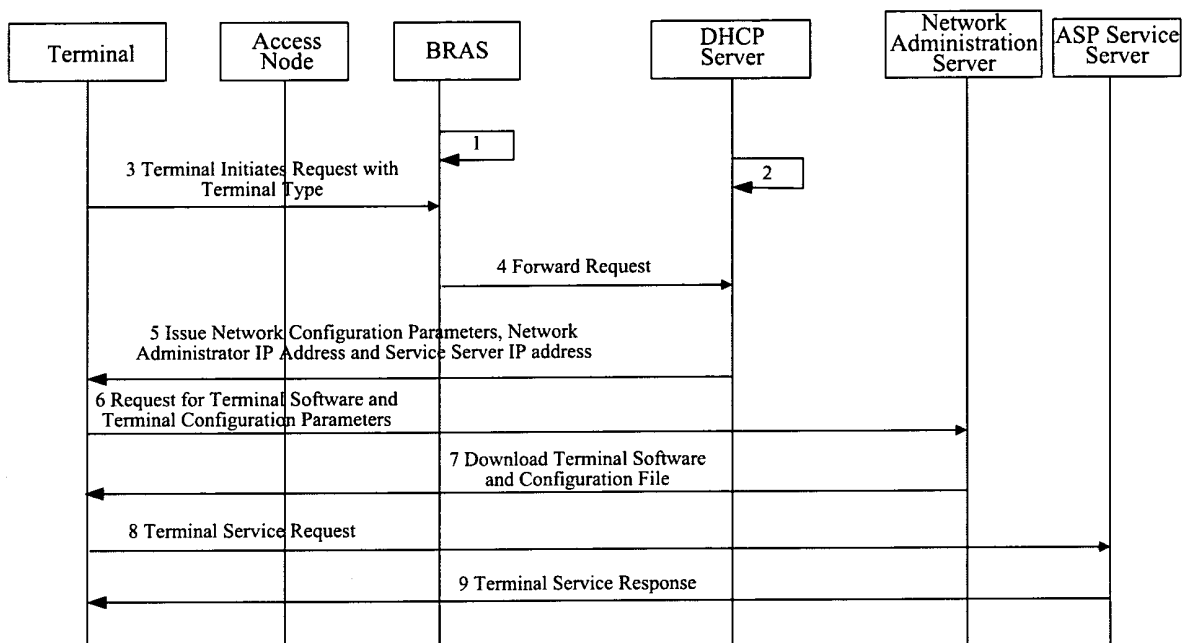 Terminal
Access
Node
BRAS
DHCP
Server
Network
Administration
Server
ASP Service
Server
1
2
3 Terminal Initiates Request with
Terminal Type
4 Forward Request
5 Issue Network Configuration Parameters, Network
Administrator IP Address and Service Server IP address
6 Request for Terminal Software and
Terminal Configuration Parameters
7 Download Terminal Software
and Configuration File
8 Terminal Service Request
9 Terminal Service Response